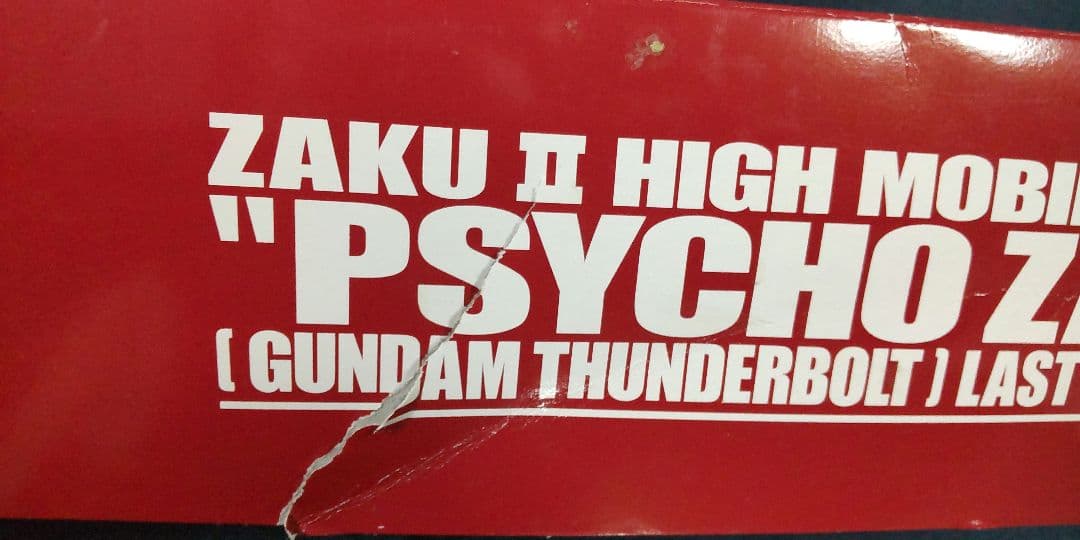 ZAKU II HIGH MOBI
"PSYCHO Z
( GUNDAM THUNDERBOLT ) LAST